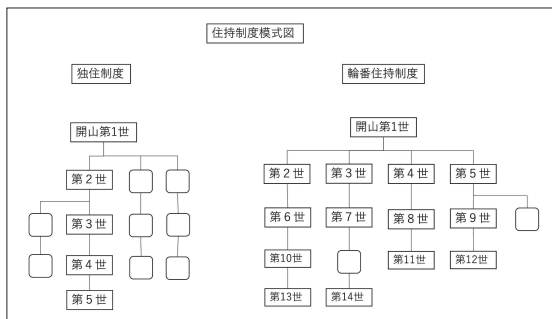 住持制度模式図
独住制度
輪番住持制度
開山第1世
第２世
第３世
第４世
第５世
開山第1世
第２世
第３世
第４世
第５世
第６世
第７世
第８世
第９世
第10世
第11世
第12世
第13世
第14世